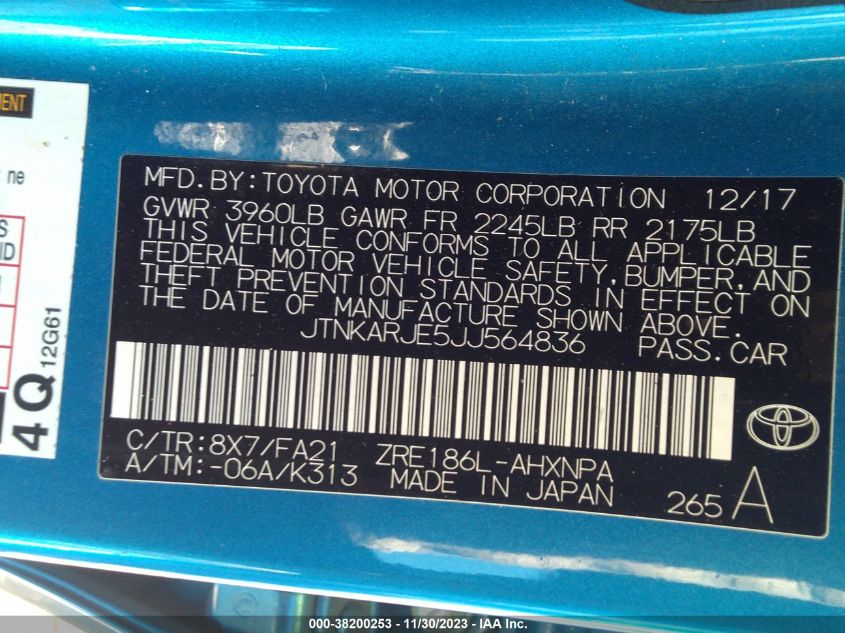 MENT
ne
S
ND
4Q 12G61
MFD.BY:TOYOTA MOTOR CORPORATION 12/17
GVWR 3960LB GAWR FR 2245LB RR 2175LB
THIS VEHICLE CONFORMS TO ALL APPLICABLE
FEDERAL MOTOR VEHICLE SAFETY,BUMPER,AND
THEFT PREVENTION STANDARDS IN EFFECT ON
THE DATE OF MANUFACTURE SHOWN ABOVE.
JTNKARJE5JJ564836 PASS.CAR
C/TR:8X7/FA21 ZRE186L-AHXNPA
A/TM:-06A/K313 MADE IN JAPAN 265 A
000-38200253 - 11/30/2023 - IAA Inc.